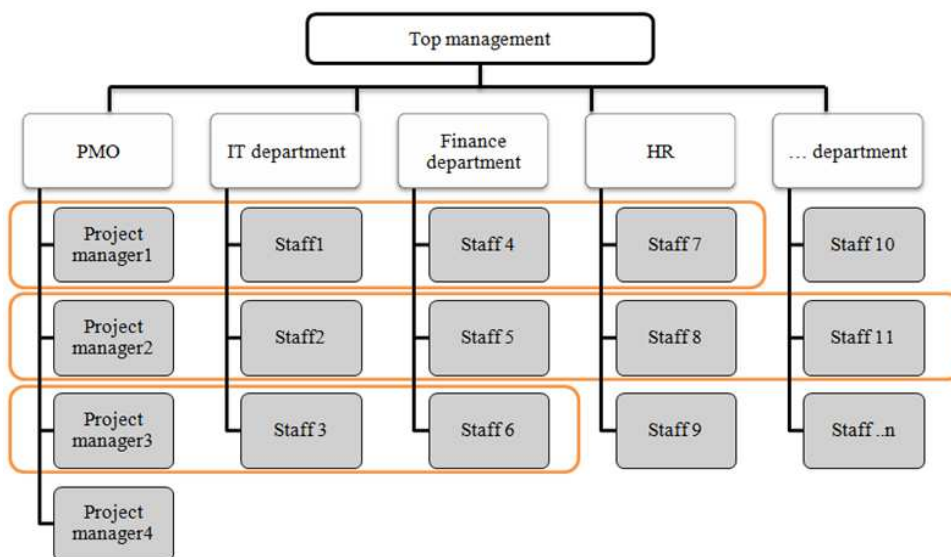 Top management
PMO
IT department
Finance
department
HR
... department
Project
manager1
Staff1
Staff 4
Staff 7
Staff 10
Project
manager2
Staff2
Staff 5
Staff 8
Staff 11
Project
manager3
Staff 3
Staff 6
Staff 9
Staff ..n
Project
manager4